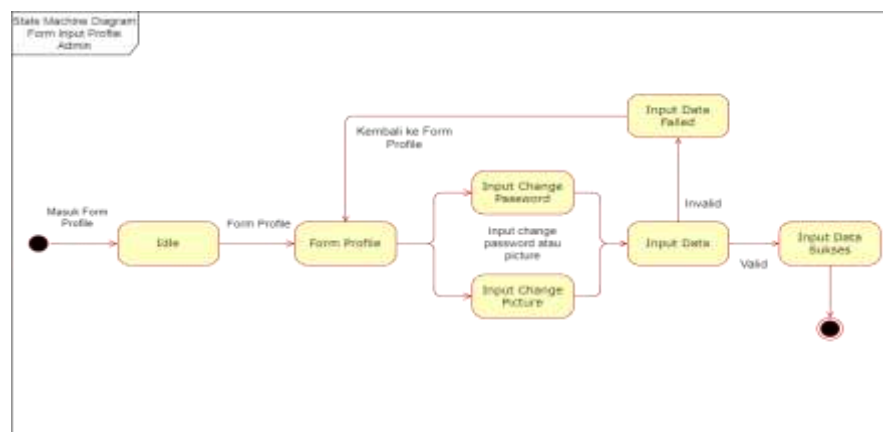 State Machine Diagram
Form Input Profile
Admin
Input Data
Failed
Kembali ke Form
Profile
Input Change
Password
Invalid
Masuk Form
Profile
Form Profile
Idle
Form Profile
Input change
password atau
picture
Input Data
Valid
Input Data
Sukses
Input Change
Picture